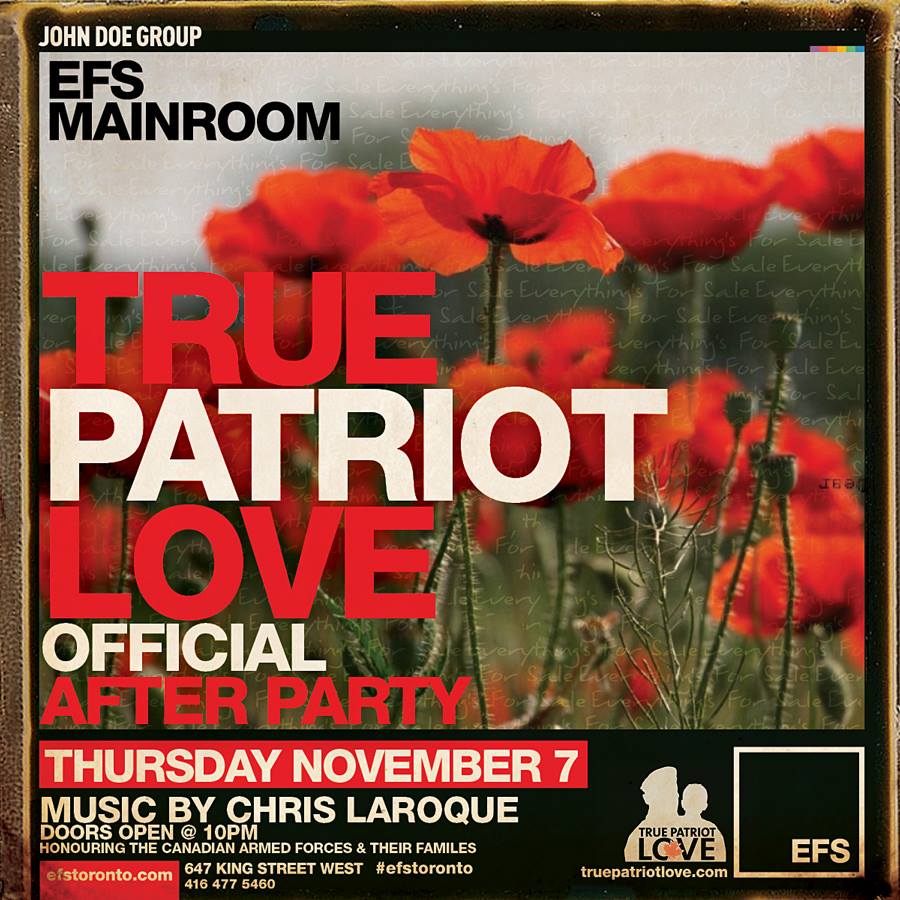 JOHN DOE GROUP
EFS
MAINROOM
TRUE
PATRIOT
LOVE
OFFICIAL
AFTER PARTY
THURSDAY NOVEMBER 7
MUSIC BY CHRIS LAROQUE
DOORS OPEN @ 10PM
HONOURING THE CANADIAN ARMED FORCES & THEIR FAMILES
efstoronto.com
647 KING STREET WEST #efstoronto
416 477 5460
TRUE PATRIOT
LOVE
truepatriotlove.com
EFS